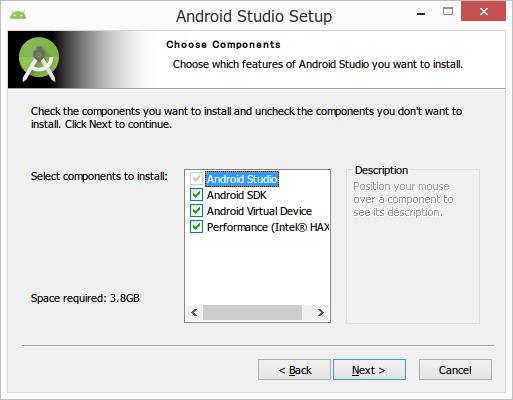 Android Studio Setup
Choose Components
Choose which features of Android Studio you want to install.
Check the components you want to install and uncheck the components you don't want to
install. Click Next to continue.
Select components to install:
Android Studio
Android SDK
Android Virtual Device
Performance (Intel® HAX
Description
Position your mouse
over a component to
see its description.
Space required: 3.8GB
< Back
Next >
Cancel